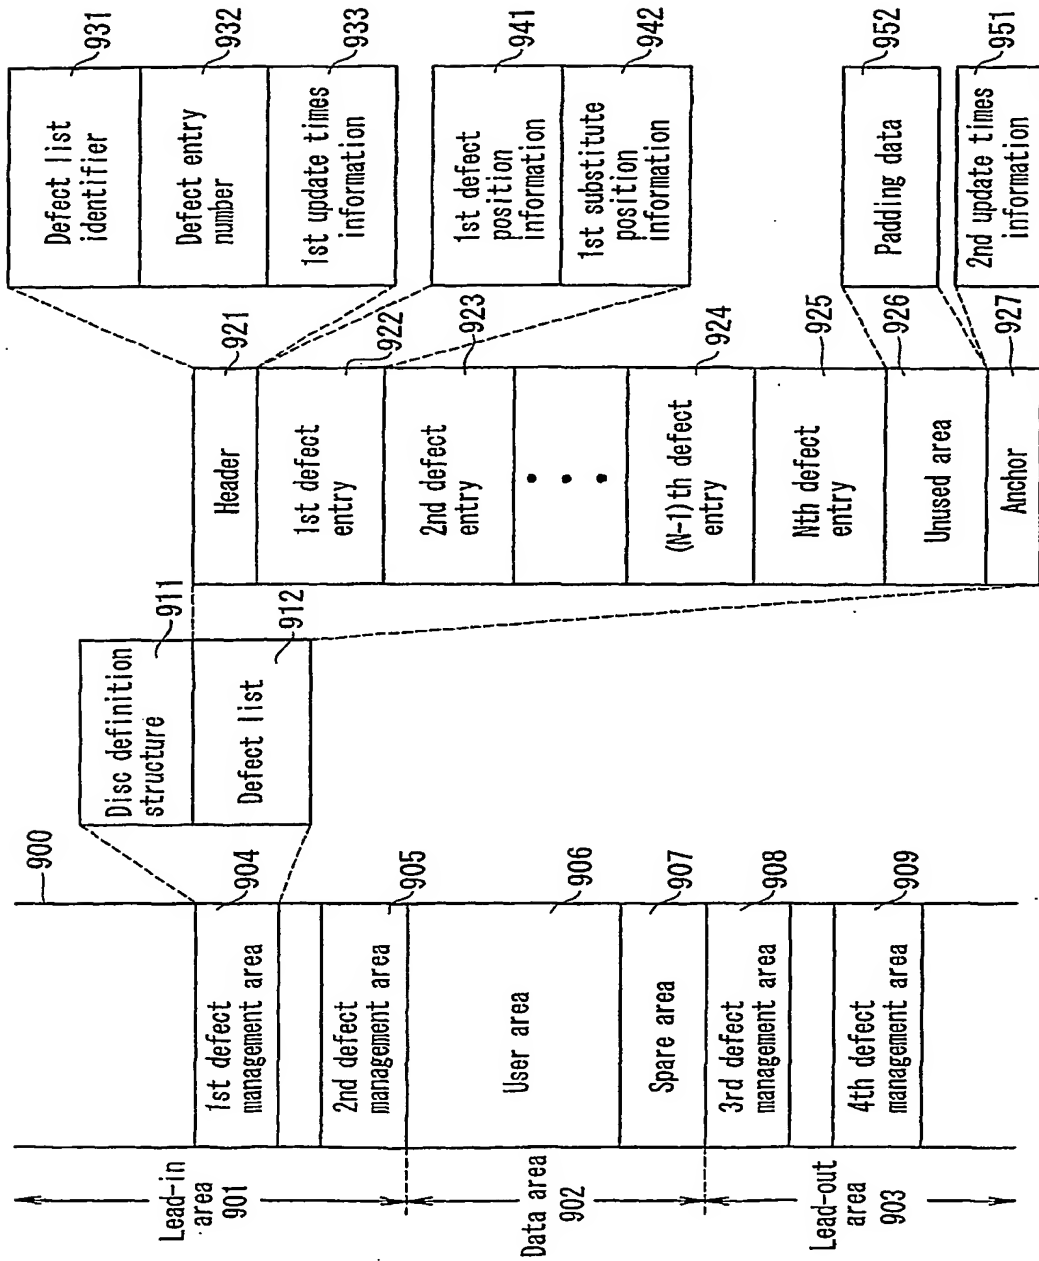 900
Lead-in
area
901
Data area
902
Lead-out
area
903
1st defect
management area
904
2nd defect
management area
905
User area
906
Spare area
907
3rd defect
management area
908
4th defect
management area
909
Disc definition
structure
911
Defect list
912
Header
921
1st defect
entry
922
2nd defect
entry
923
(N-1)th defect
entry
924
Nth defect
entry
925
Unused area
926
Anchor
927
Defect list
identifier
931
Defect entry
number
932
1st update times
information
933
1st defect
position
information
941
1st substitute
position
information
942
Padding data
952
2nd update times
information
951